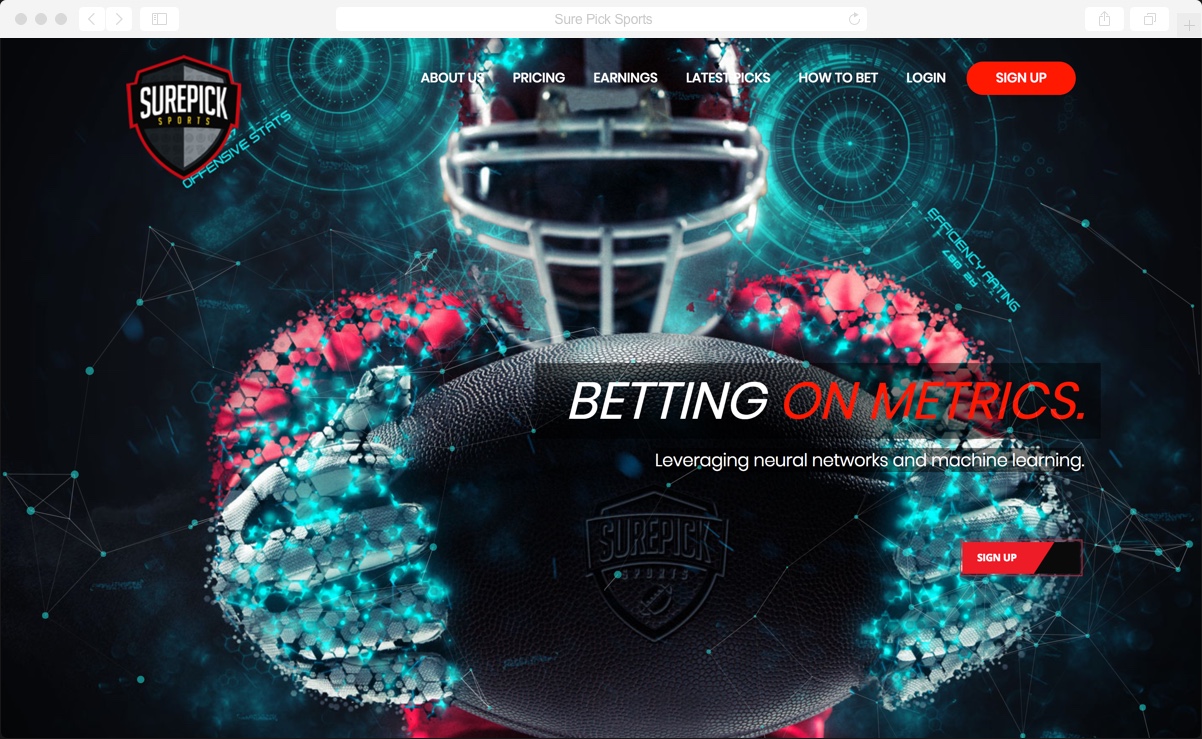 Sure Pick Sports
ABOUT US PRICING EARNINGS LATEST PICKS HOW TO BET LOGIN SIGN UP
SUREPICK
SPORTS
OFFENSIVE STATS
EFFICIENCY RATING
BETTING ON METRICS.
Leveraging neural networks and machine learning.
SUREPICK
SPORTS
SIGN UP